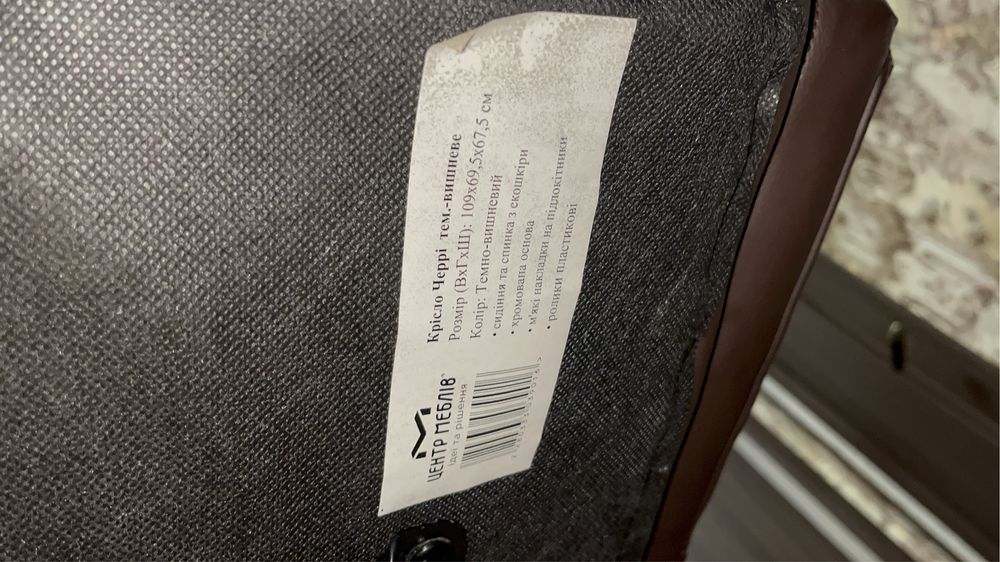 Крісло Черрі тем.-вишневе
Розмір (ВхГхШ): 109х69,5х67,5 см
Колір: Темно-вишневий
• сидіння та спинка з екошкіри
• хромована основа
• м'які накладки на підлокітники
• ролики пластикові
ЦЕНТР МЕБЛІВ
ідеї та рішення